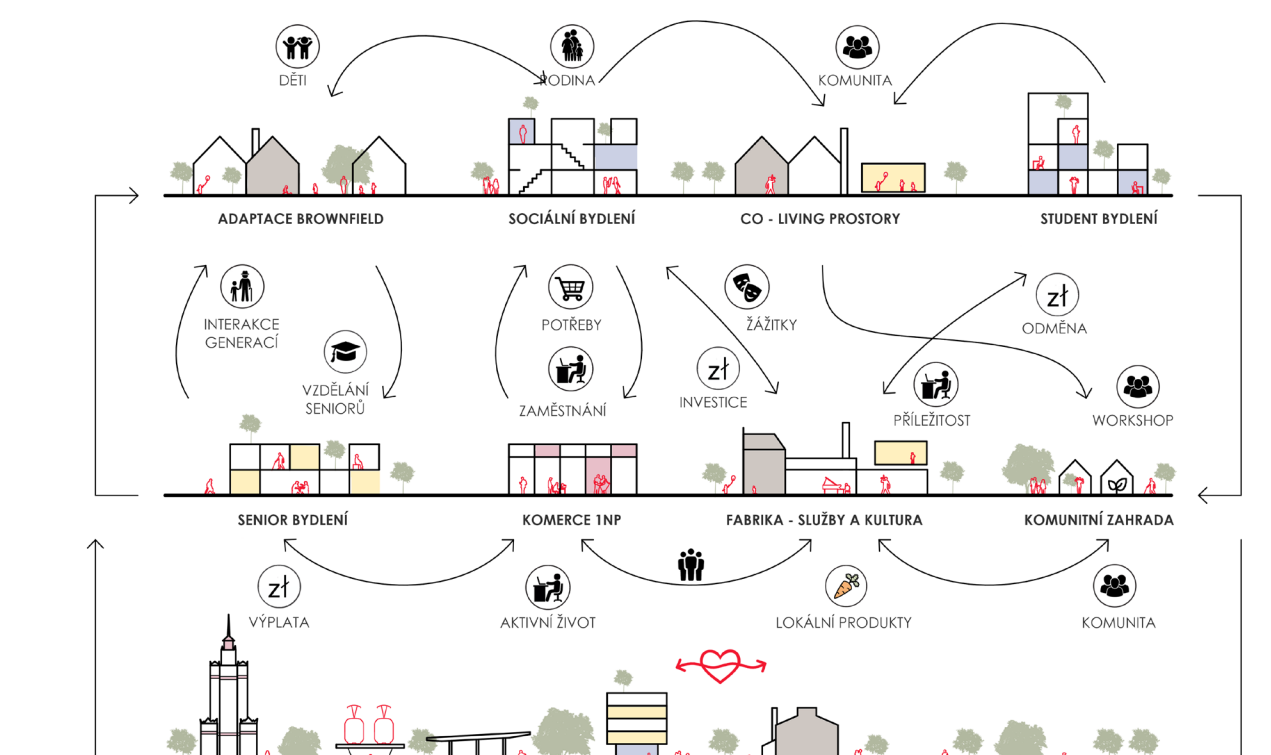 DĚTI
RODINA
KOMUNITA
ADAPTACE BROWNFIELD
SOCIÁLNÍ BYDLENÍ
CO - LIVING PROSTORY
STUDENT BYDLENÍ
INTERAKCE
GENERACÍ
VZDĚLÁNÍ
SENIORŮ
POTŘEBY
ZAMĚSTNÁNÍ
ŽÁŽITKY
zł
INVESTICE
zł
ODMĚNA
PŘÍLEŽITOST
WORKSHOP
SENIOR BYDLENÍ
KOMERCE 1NP
FABRIKA - SLUŽBY A KULTURA
KOMUNITNÍ ZAHRADA
zł
VÝPLATA
AKTIVNÍ ŽIVOT
LOKÁLNÍ PRODUKTY
KOMUNITA